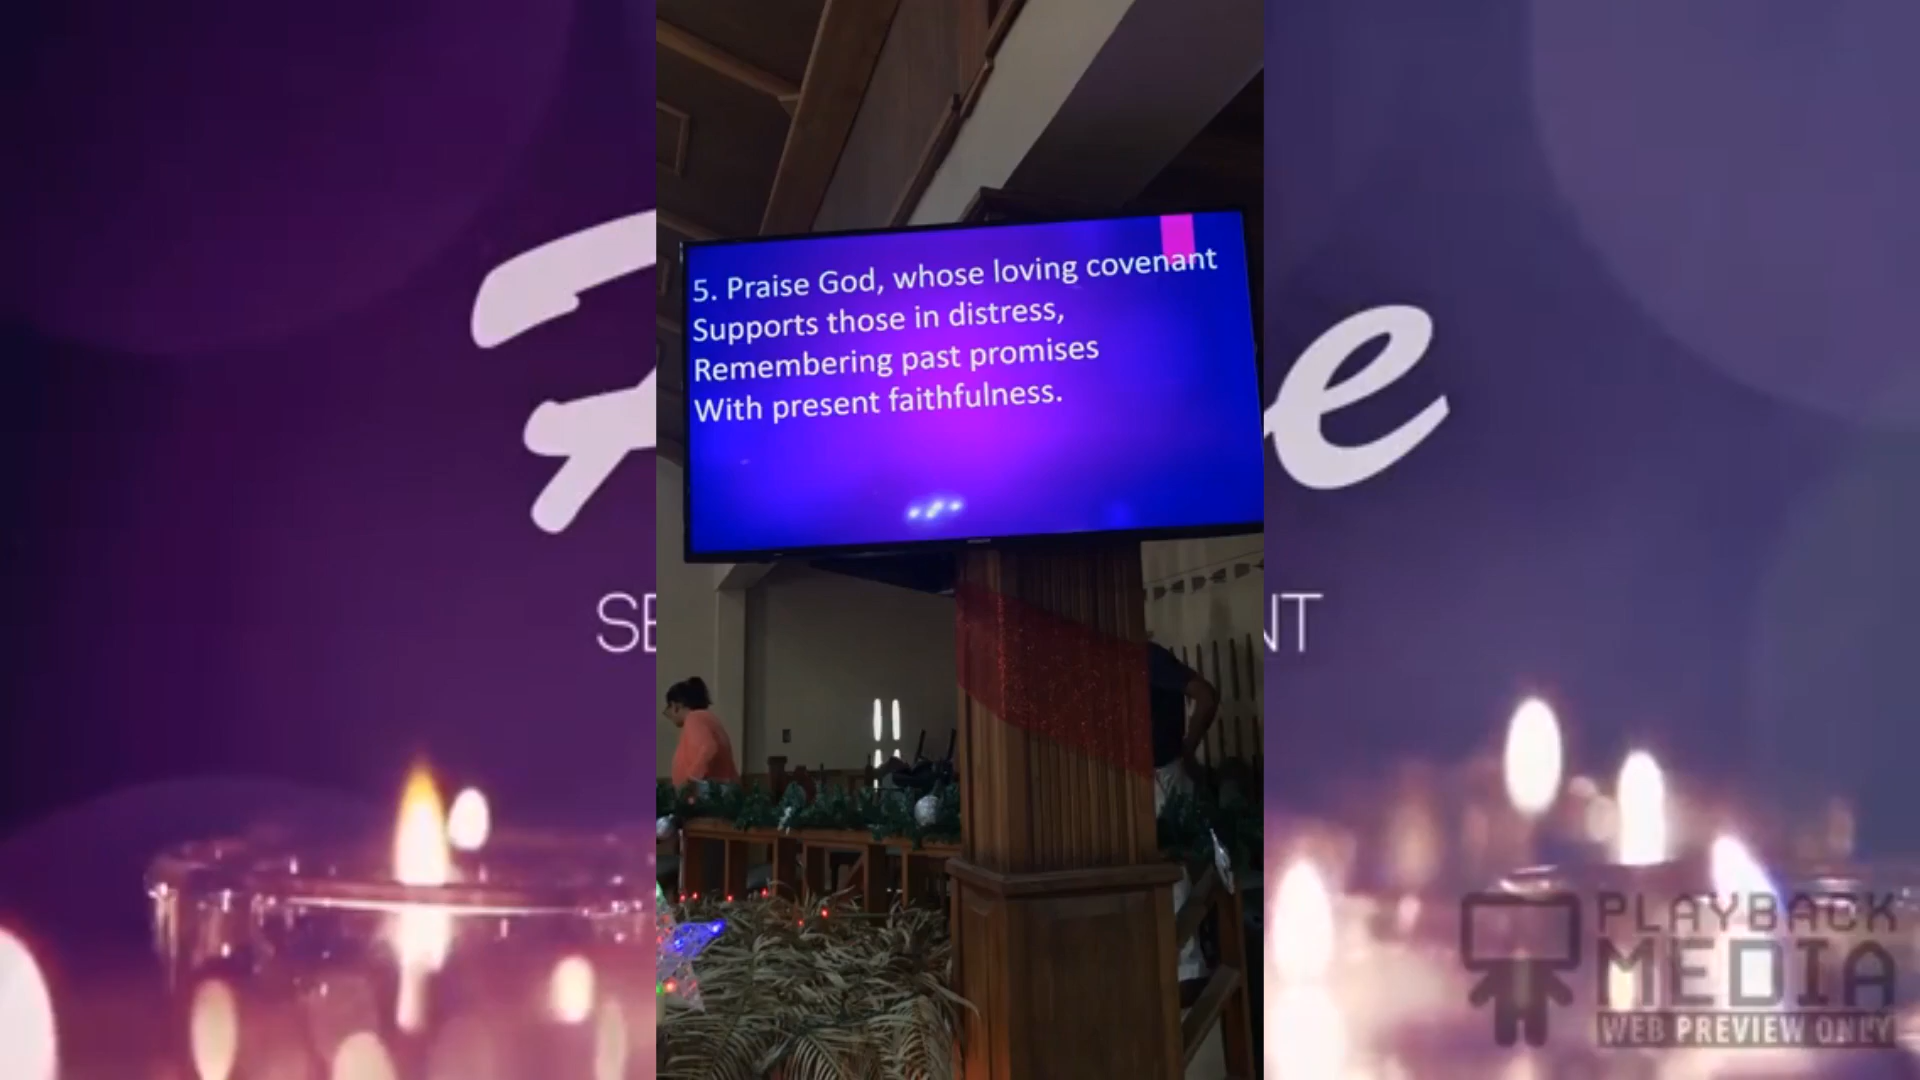 5. Praise God, whose loving covenant
Supports those in distress,
Remembering past promises
With present faithfulness.
PLAYBACK
MEDIA
WEB PREVIEW ONLY